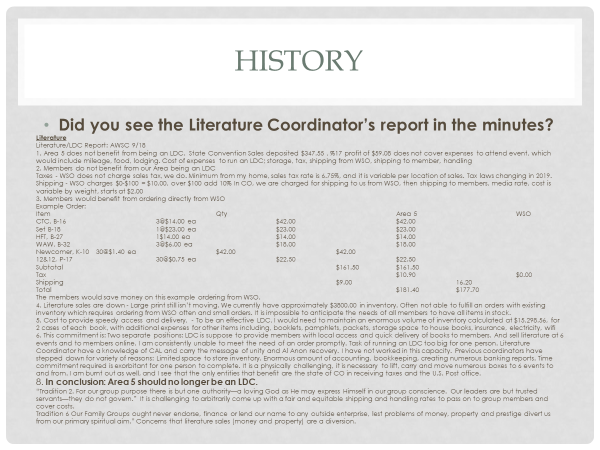 HISTORY
• Did you see the Literature Coordinator's report in the minutes?
Literature
Literature/LDC Report: AWSC 9/18
1. Area 5 does not benefit from being an LDC. State Convention Sales deposited $347.55 , %17 profit of $59.08 does not cover expenses to attend event, which
would include mileage, food, lodging. Cost of expenses to run an LDC; storage, tax, shipping from WSO, shipping to member, handling
2. Members do not benefit from our Area being an LDC
Taxes - WSO does not charge sales tax, we do. Minimum from my home, sales tax rate is 6.75%, and it is variable per location of sales. Tax laws changing in 2019.
Shipping - WSO charges $0-$100 = $10.00, over $100 add 10% In CO, we are charged for shipping to us from WSO, then shipping to members, media rate, cost is
variable by weight, starts at $2.00
3. Members would benefit from ordering directly from WSO
Example Order:
Item Qty Area 5 WSO
CTC, B-16 3@$14.00 ea $42.00 $42.00
Set B-18 1@$23.00 ea $23.00 $23.00
HFT, B-27 1$14.00 ea $14.00 $14.00
WAW, B-32 3@$6.00 ea $18.00 $18.00
Newcomer, K-10 30@$1.40 ea $42.00 $42.00
12&12, P-17 30@$0.75 ea $22.50 $22.50
Subtotal $161.50 $161.50
Tax $10.90 $0.00
Shipping $9.00 16.20
Total $181.40 $177.70
The members would save money on this example ordering from WSO.
4. Literature sales are down - Large print still isn't moving. We currently have approximately $3800.00 in inventory. Often not able to fulfill an orders with existing
inventory which requires ordering from WSO often and small orders. It is impossible to anticipate the needs of all members to have all items in stock.
5. Cost to provide speedy access and delivery. - To be an effective LDC, I would need to maintain an enormous volume of inventory calculated at $15,298.56, for
2 cases of each book, with additional expenses for other items including, booklets, pamphlets, packets, storage space to house books, insurance, electricity, wifi
6. This commitment is: Two separate positions; LDC is suppose to provide members with local access and quick delivery of books to members. And sell literature at 6
events and to members online. I am consistently unable to meet the need of an order promptly. Task of running an LDC too big for one person. Literature
Coordinator have a knowledge of CAL and carry the message of unity and Al Anon recovery. I have not worked in this capacity. Previous coordinators have
stepped down for variety of reasons: Limited space to store inventory, Enormous amount of accounting, bookkeeping, creating numerous reports. Time
commitment required is exorbitant for one person to complete. It is a physically challenging. It is necessary to lift, carry and move numerous boxes to 6 events to
and from. I am burnt out as well, and I see that the only entities that benefit is the state of CO in receiving taxes and the U.S. Post office.
8. In conclusion: Area 5 should no longer be an LDC.
"Tradition 2. For our group purpose there is but one authority—a loving God as He may express Himself in our group conscience. Our leaders are but trusted
servants—they do not govern." It is challenging to arbitrarily come up with a fair and equitable shipping and handling rates to pass on to group members and
cover costs.
Tradition 6 Our Family Groups ought never endorse, finance or lend our name to any outside enterprise, lest problems of money, property and prestige divert us
from our primary spiritual aim." Concerns that literature sales (money and property) are a diversion.